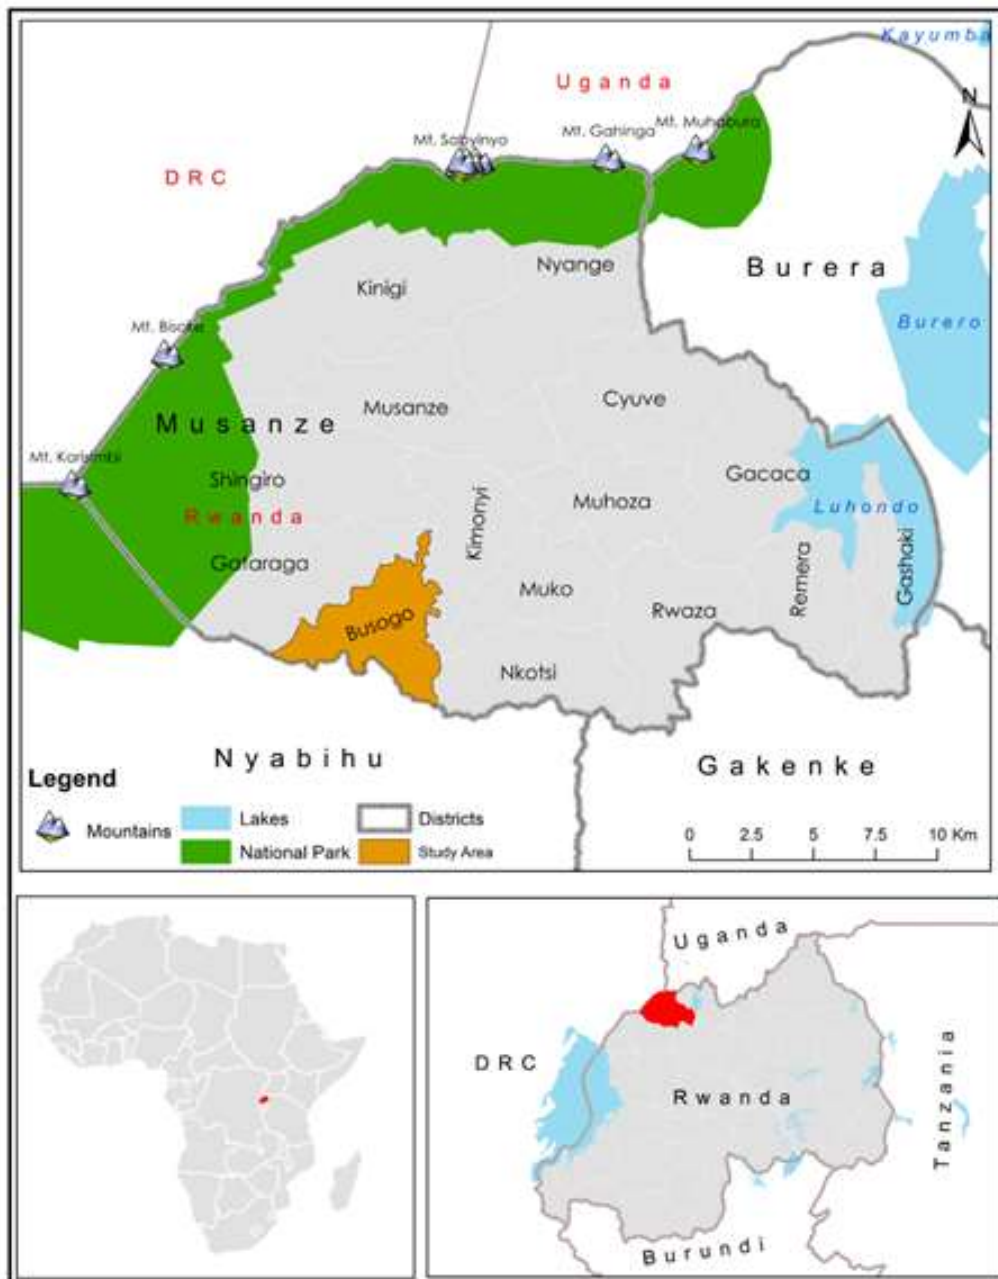 Kayumba
Uganda
N
Mt. Muhabura
Mt. Gahinga
Mt. Sabyinyo
DRC
Nyange
Burera
Kinigi
Burero
Mt. Bisoke
Cyuve
Musanze
Musanze
Mt. Karisimbi
Gacaca
Shingiro
Muhoza
Luhondo
Rwanda
Kimonyi
Gataraga
Remera
Gashaki
Muko
Rwaza
Busogo
Nkotsi
Nyabihu
Gakenke
Legend
Mountains
Lakes
Districts
National Park
Study Area
0 2.5 5 7.5 10 Km
Uganda
DRC
Rwanda
Tanzania
Burundi